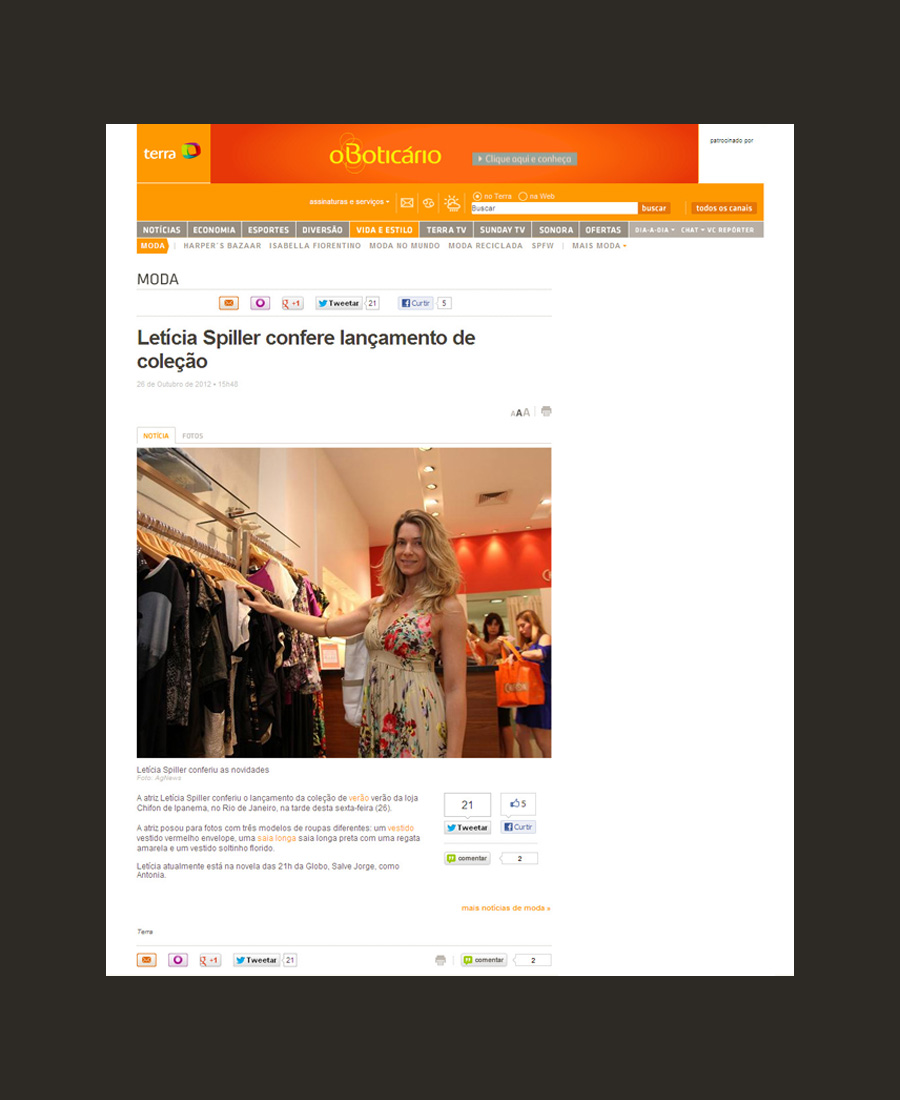 terra
oBoticário
Clique aqui e conheça
patrocinado por
assinaturas e serviços
no Terra
na Web
Buscar
buscar
todos os canais
NOTÍCIAS ECONOMIA ESPORTES DIVERSÃO VIDA E ESTILO TERRA TV SUNDAY TV SONORA OFERTAS DIA-A-DIA CHAT VC REPÓRTER
MODA HARPER'S BAZAAR ISABELLA FIORENTINO MODA NO MUNDO MODA RECICLADA SPFW MAIS MODA
MODA
+1 Tweetar 21 Curtir 5
Letícia Spiller confere lançamento de
coleção
26 de Outubro de 2012 • 15h48
AAA
NOTÍCIA FOTOS
Letícia Spiller conferiu as novidades
Foto: AgNews
A atriz Letícia Spiller conferiu o lançamento da coleção de verão verão da loja
Chifon de Ipanema, no Rio de Janeiro, na tarde desta sexta-feira (26).
A atriz posou para fotos com três modelos de roupas diferentes: um vestido
vestido vermelho envelope, uma saia longa saia longa preta com uma regata
amarela e um vestido soltinho florido.
Letícia atualmente está na novela das 21h da Globo, Salve Jorge, como
Antonia.
21 5
Tweetar Curtir
comentar 2
mais notícias de moda »
Terra
+1 Tweetar 21 comentar 2